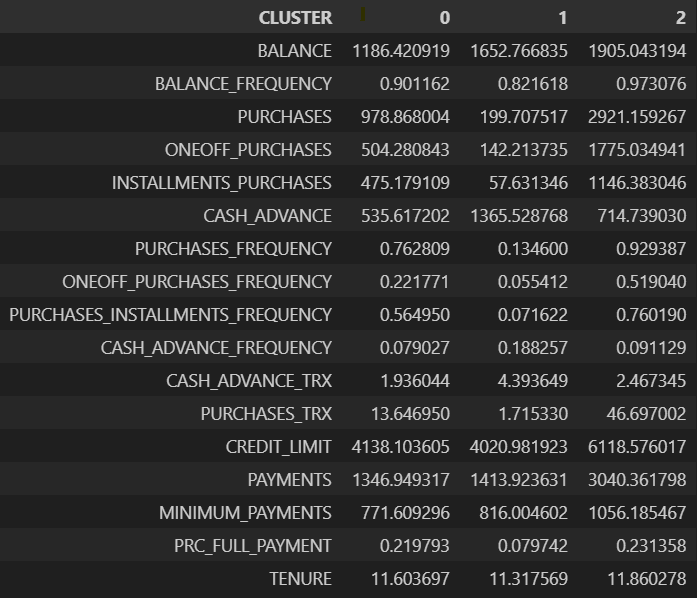 CLUSTER 0 1 2
BALANCE 1186.420919 1652.766835 1905.043194
BALANCE_FREQUENCY 0.901162 0.821618 0.973076
PURCHASES 978.868004 199.707517 2921.159267
ONEOFF_PURCHASES 504.280843 142.213735 1775.034941
INSTALLMENTS_PURCHASES 475.179109 57.631346 1146.383046
CASH_ADVANCE 535.617202 1365.528768 714.739030
PURCHASES_FREQUENCY 0.762809 0.134600 0.929387
ONEOFF_PURCHASES_FREQUENCY 0.221771 0.055412 0.519040
PURCHASES_INSTALLMENTS_FREQUENCY 0.564950 0.071622 0.760190
CASH_ADVANCE_FREQUENCY 0.079027 0.188257 0.091129
CASH_ADVANCE_TRX 1.936044 4.393649 2.467345
PURCHASES_TRX 13.646950 1.715330 46.697002
CREDIT_LIMIT 4138.103605 4020.981923 6118.576017
PAYMENTS 1346.949317 1413.923631 3040.361798
MINIMUM_PAYMENTS 771.609296 816.004602 1056.185467
PRC_FULL_PAYMENT 0.219793 0.079742 0.231358
TENURE 11.603697 11.317569 11.860278